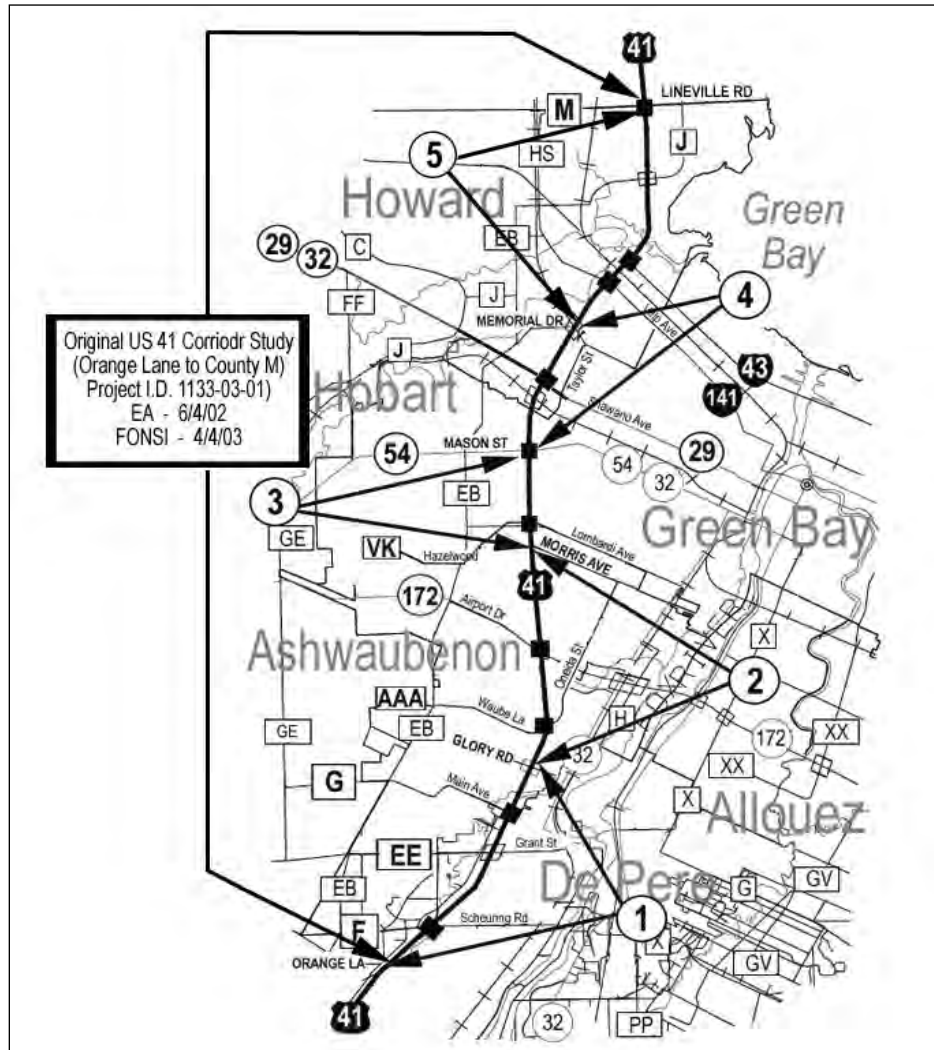 41
LINEVILLE RD
M
J
HS
5
Howard
Green
Bay
29
32
C
EB
FF
J
4
MEMORIAL DR
Original US 41 Corriodr Study
(Orange Lane to County M)
Project I.D. 1133-03-01)
EA - 6/4/02
FONSI - 4/4/03
J
Taylor St
43
141
Hobart
Shawano Ave
MASON ST
54
29
54
32
3
EB
Green Bay
GE
VK
Hazelwood
Lombardi Ave
MORRIS AVE
41
172
Airport Dr
Oneida St
X
Ashwaubenon
2
AAA
EB
Waube La
H
GE
GLORY RD
32
172
XX
XX
G
Main Ave
X
Allouez
EE
Grant St
De Pere
G
GV
EB
F
Scheuring Rd
1
X
ORANGE LA
GV
41
32
PP